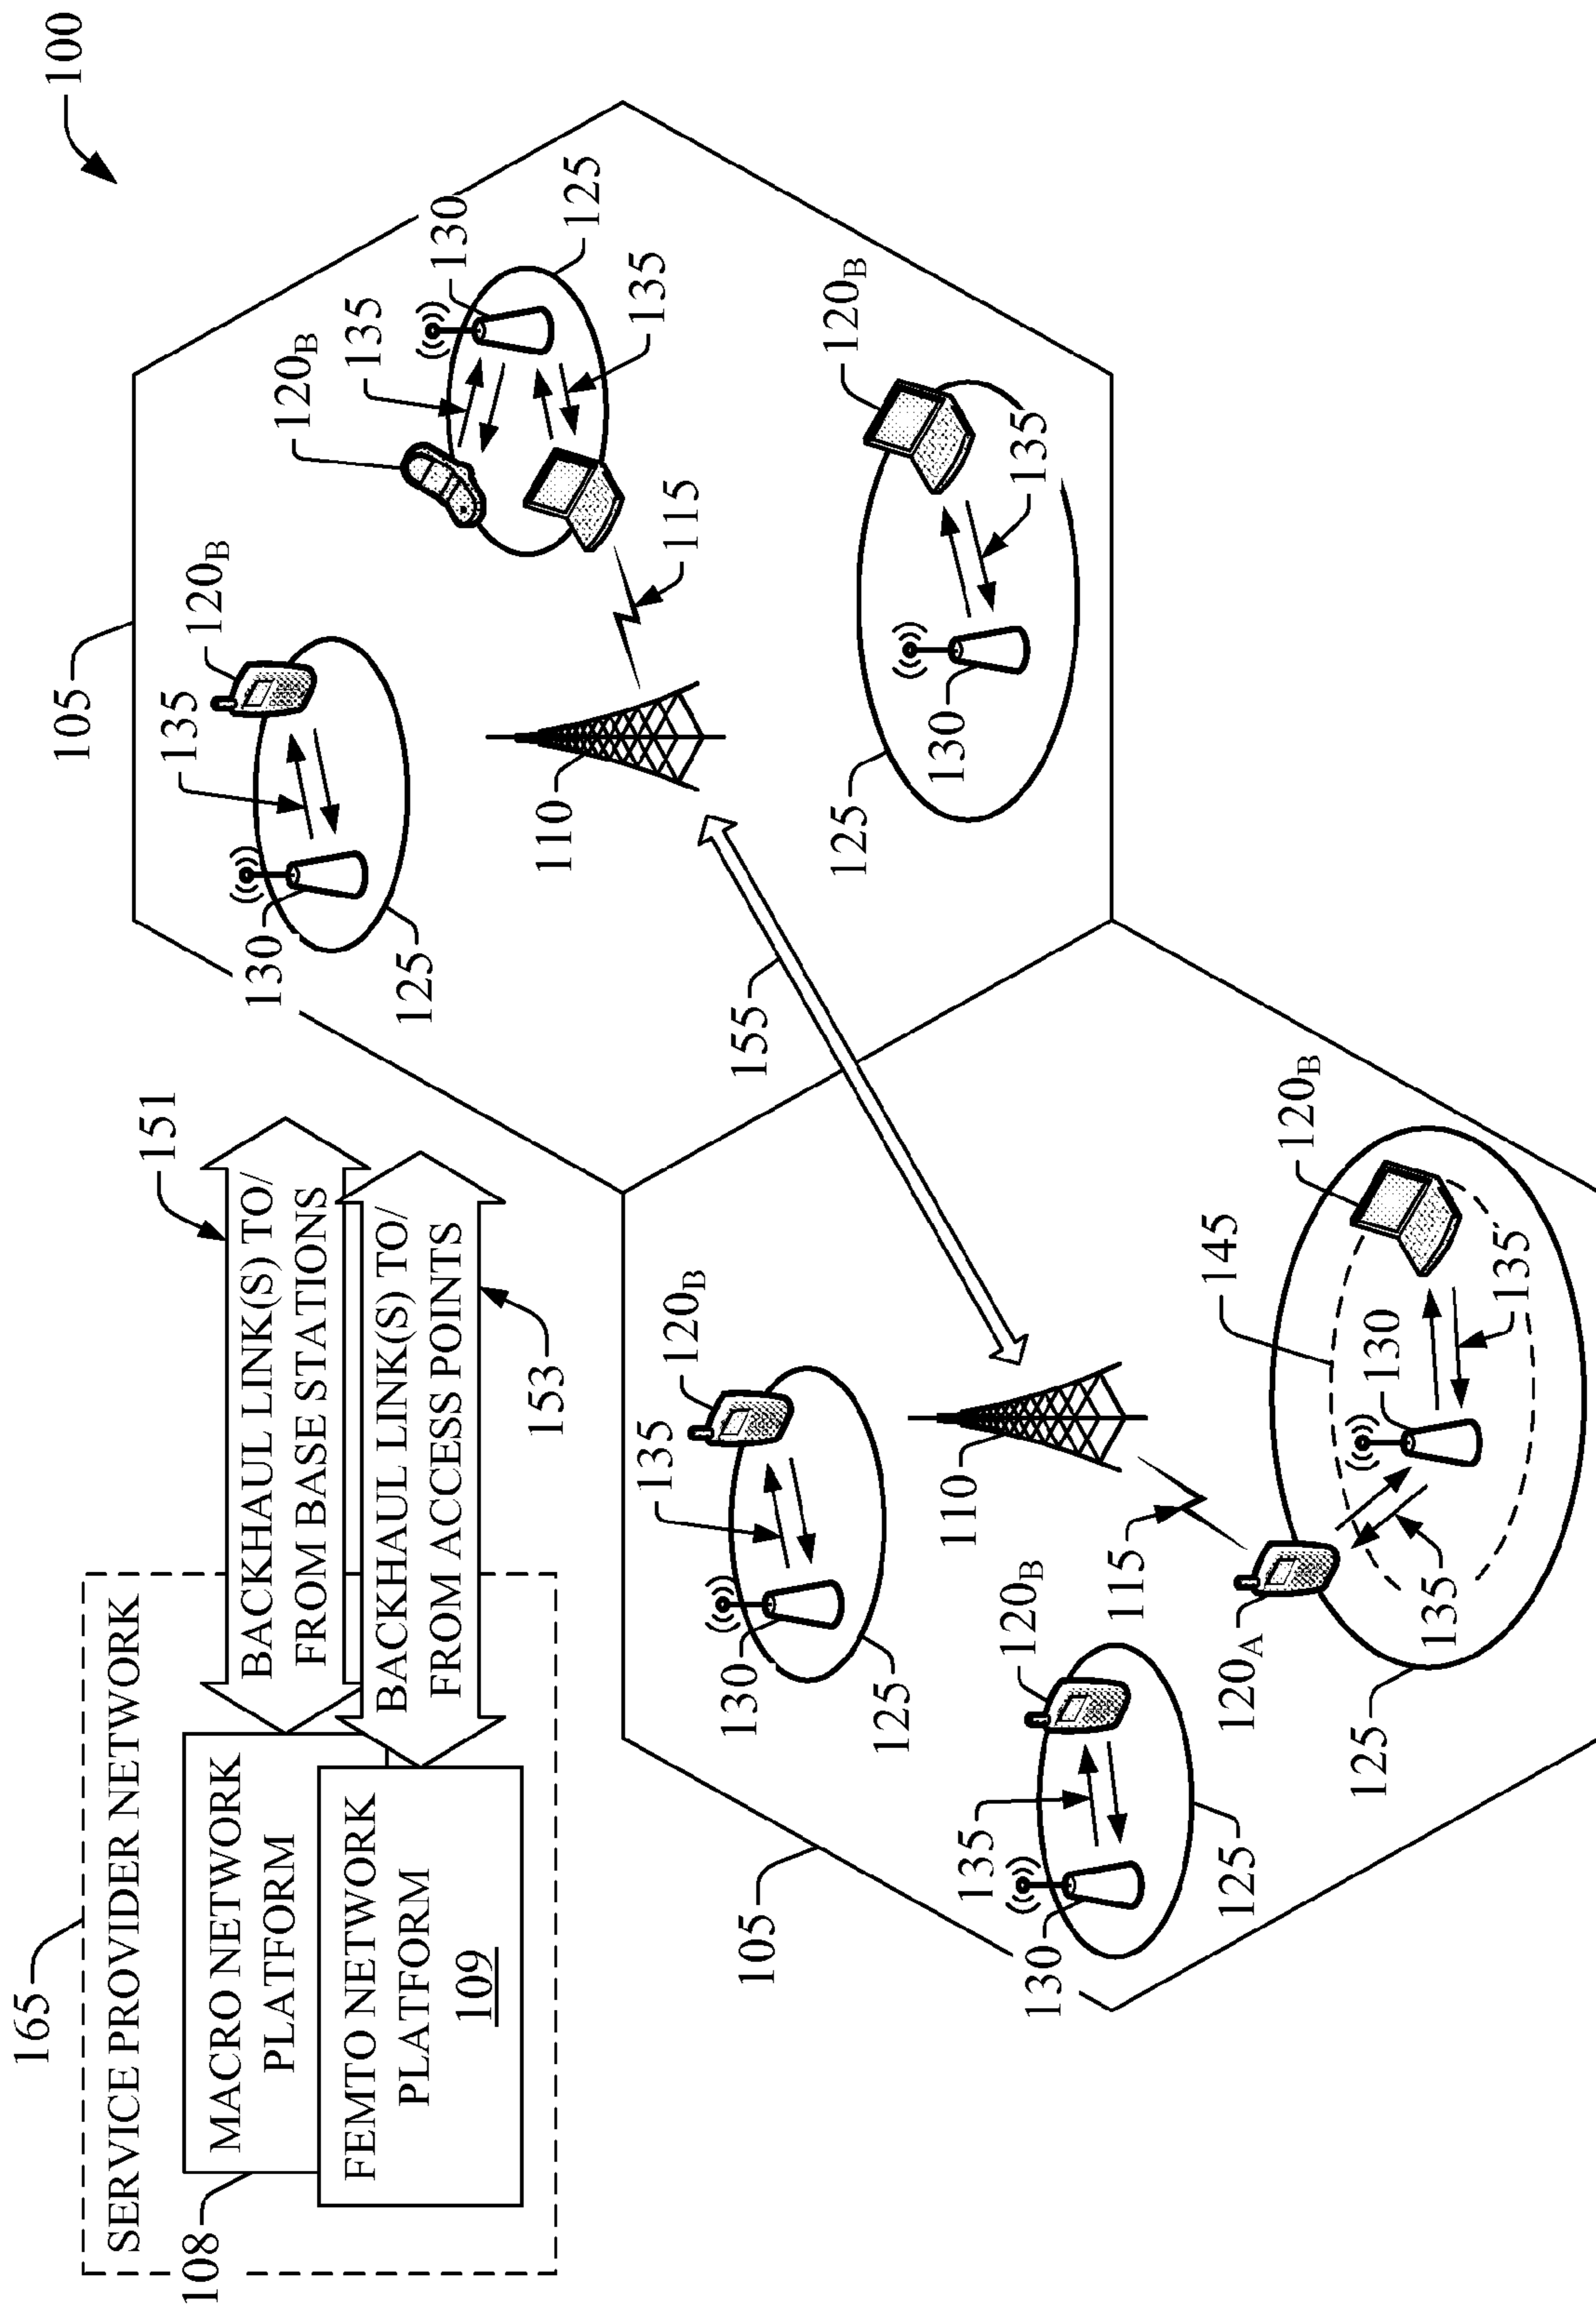 100
165
SERVICE PROVIDER NETWORK
108
MACRO NETWORK
PLATFORM
FEMTO NETWORK
PLATFORM
109
BACKHAUL LINK(S) TO/
FROM BASE STATIONS
151
BACKHAUL LINK(S) TO/
FROM ACCESS POINTS
153
105
130
135
120B
125
120B
135
130
125
135
110
115
155
120B
135
130
125
105
130
135
120B
125
110
115
130
135
120B
125
120A
135
130
135
145
120B
125